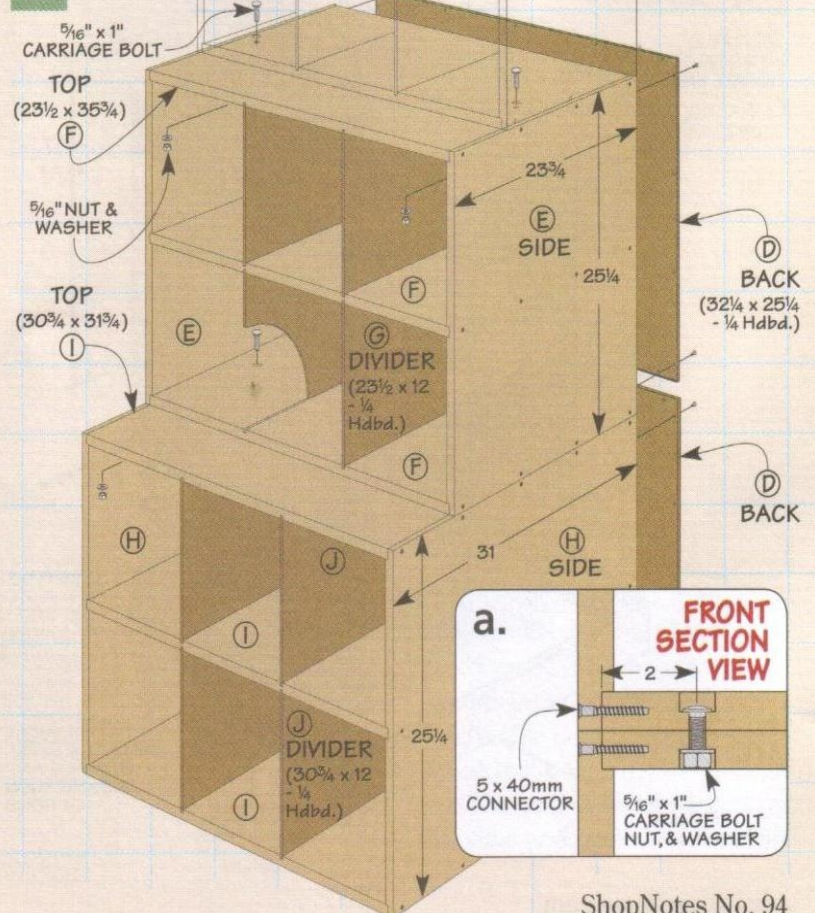 5/16" x 1"
CARRIAGE BOLT
TOP
(23½ x 35¾)
F
5/16" NUT &
WASHER
TOP
(30¾ x 31¾)
I
23¾
E
SIDE
25¼
D
BACK
(32¼ x 25¼
- ¼ Hdbd.)
F
E
G
DIVIDER
(23½ x 12
- ¼
Hdbd.)
F
D
BACK
H
J
31
H
SIDE
I
J
DIVIDER
(30¾ x 12
- ¼
Hdbd.)
I
25¼
a.
FRONT
SECTION
VIEW
2
5 x 40mm
CONNECTOR
5/16" x 1"
CARRIAGE BOLT
NUT, & WASHER
ShopNotes No. 94